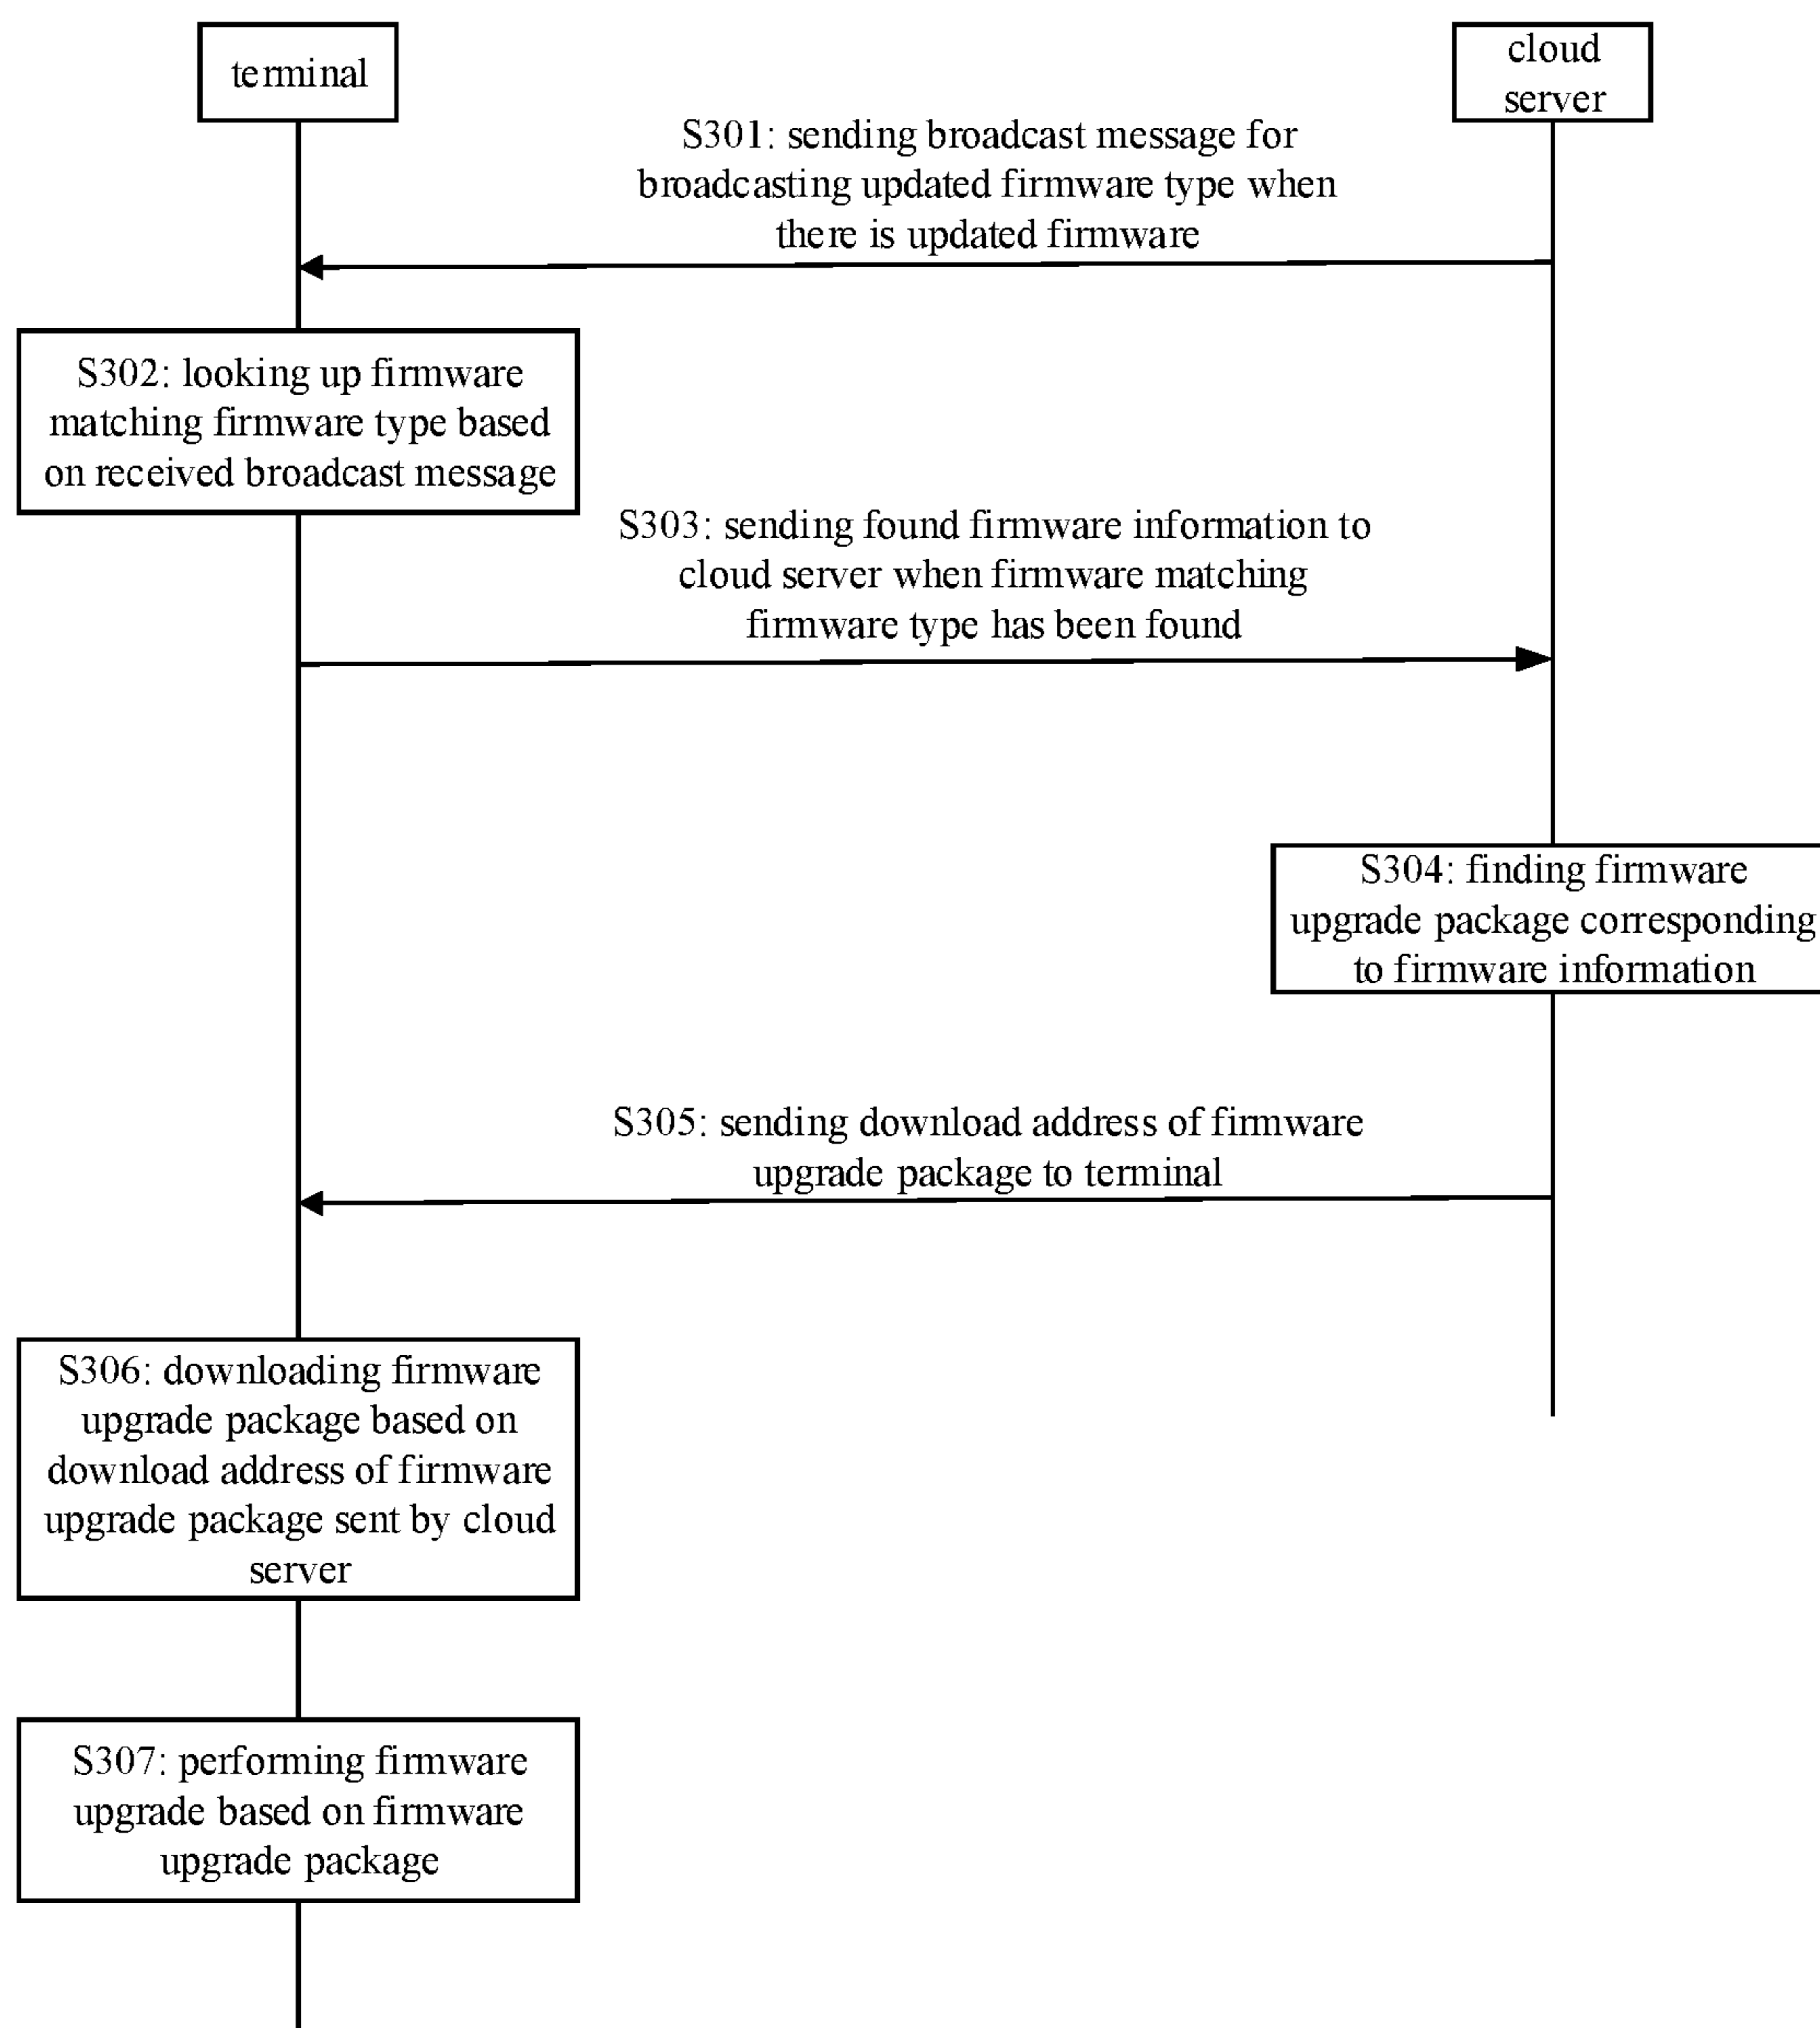 terminal
cloud
server
S301: sending broadcast message for
broadcasting updated firmware type when
there is updated firmware
S302: looking up firmware
matching firmware type based
on received broadcast message
S303: sending found firmware information to
cloud server when firmware matching
firmware type has been found
S304: finding firmware
upgrade package corresponding
to firmware information
S305: sending download address of firmware
upgrade package to terminal
S306: downloading firmware
upgrade package based on
download address of firmware
upgrade package sent by cloud
server
S307: performing firmware
upgrade based on firmware
upgrade package